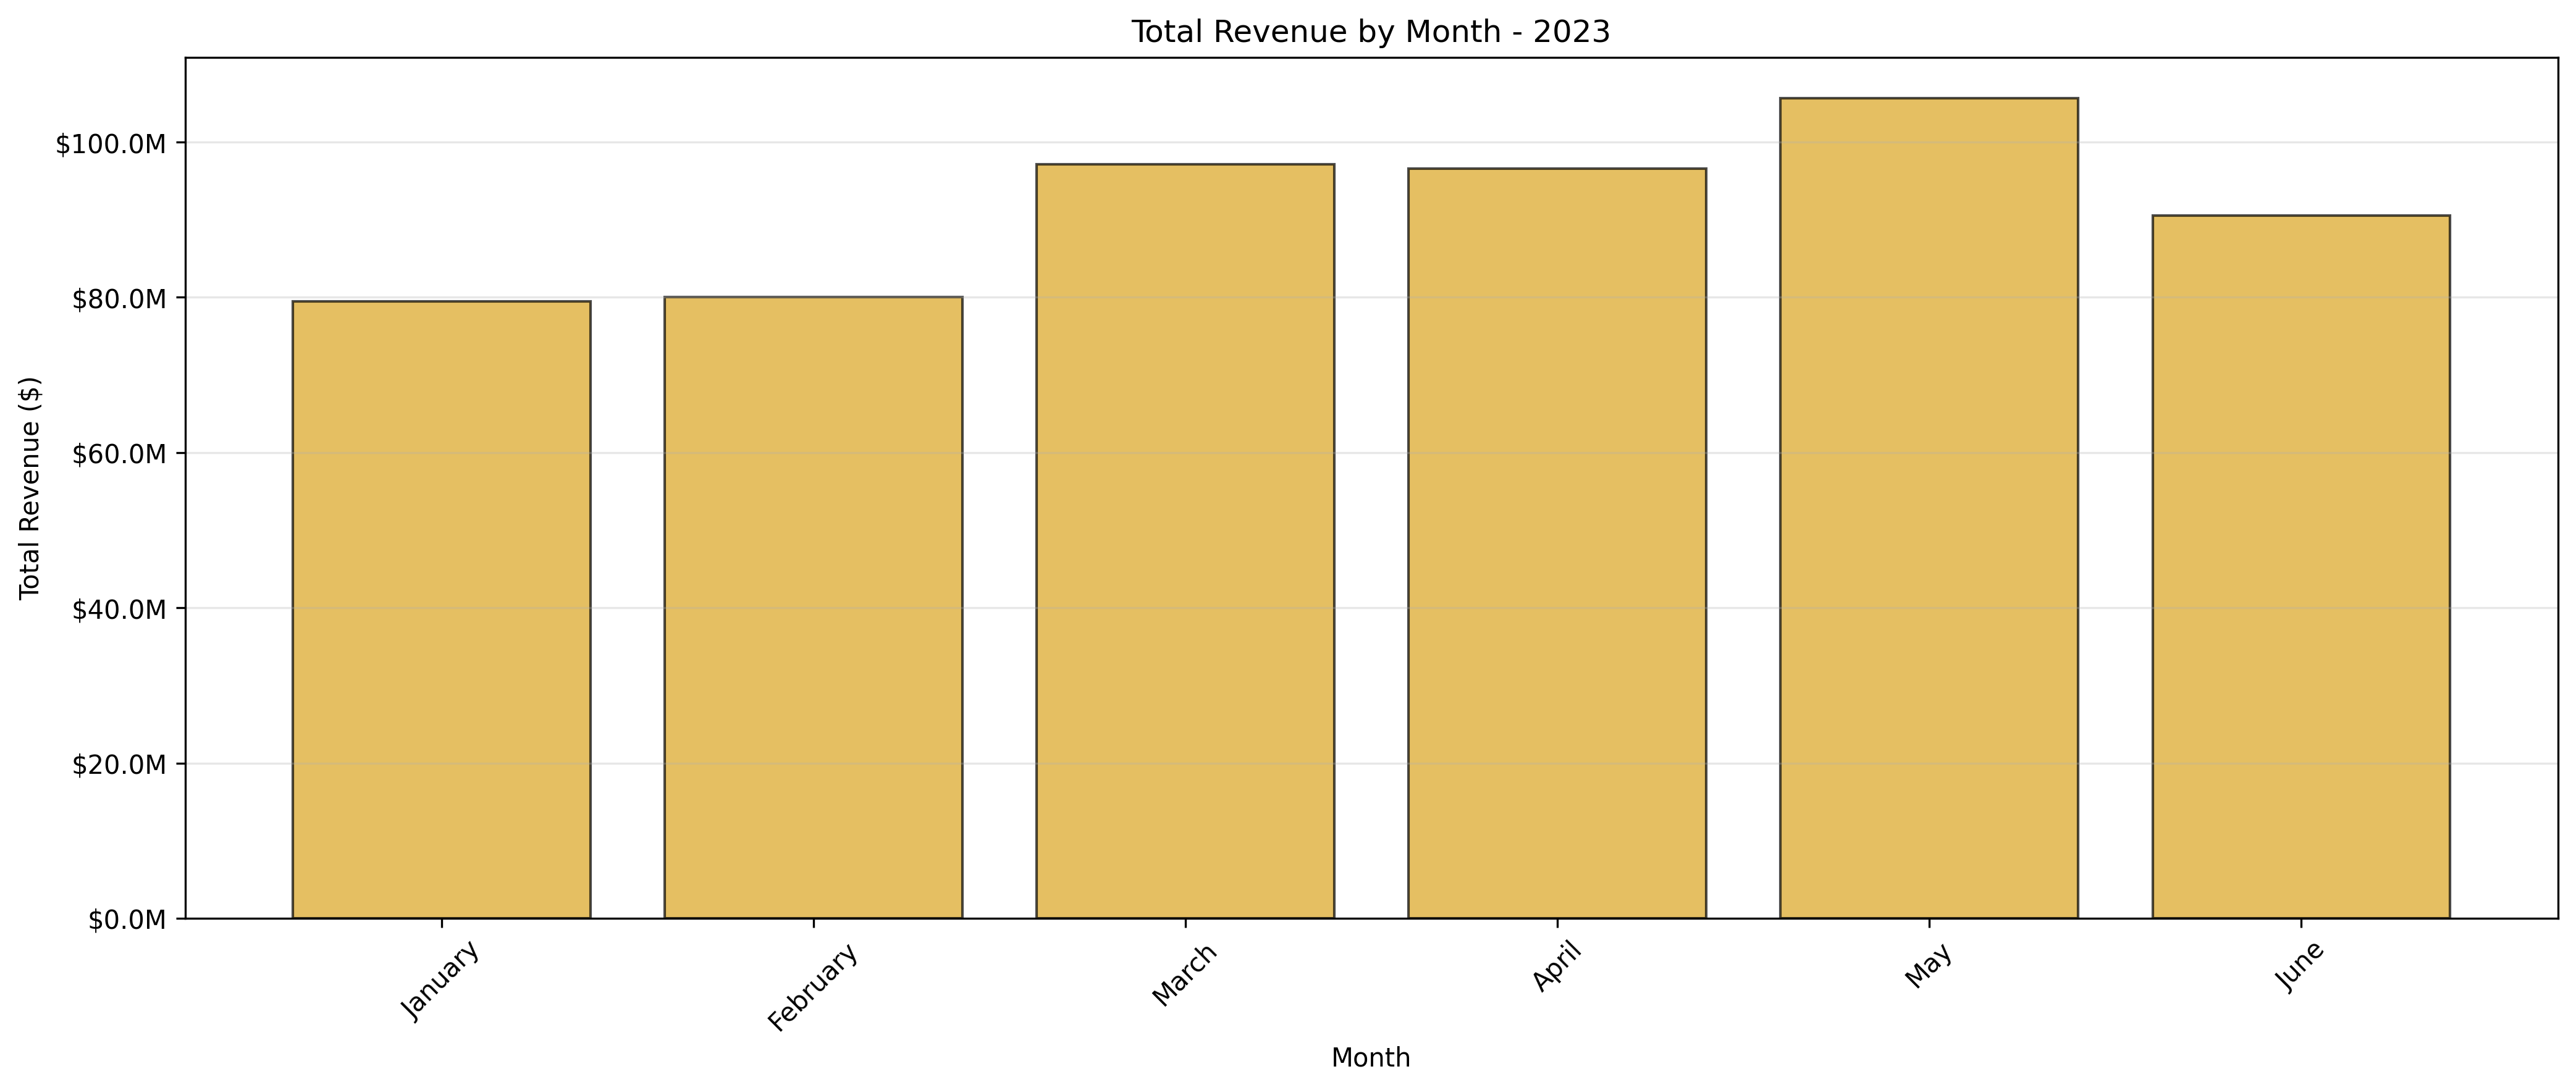 Total Revenue by Month - 2023
Total Revenue ($)
$100.0M
$80.0M
$60.0M
$40.0M
$20.0M
$0.0M
January
February
March
April
May
June
Month